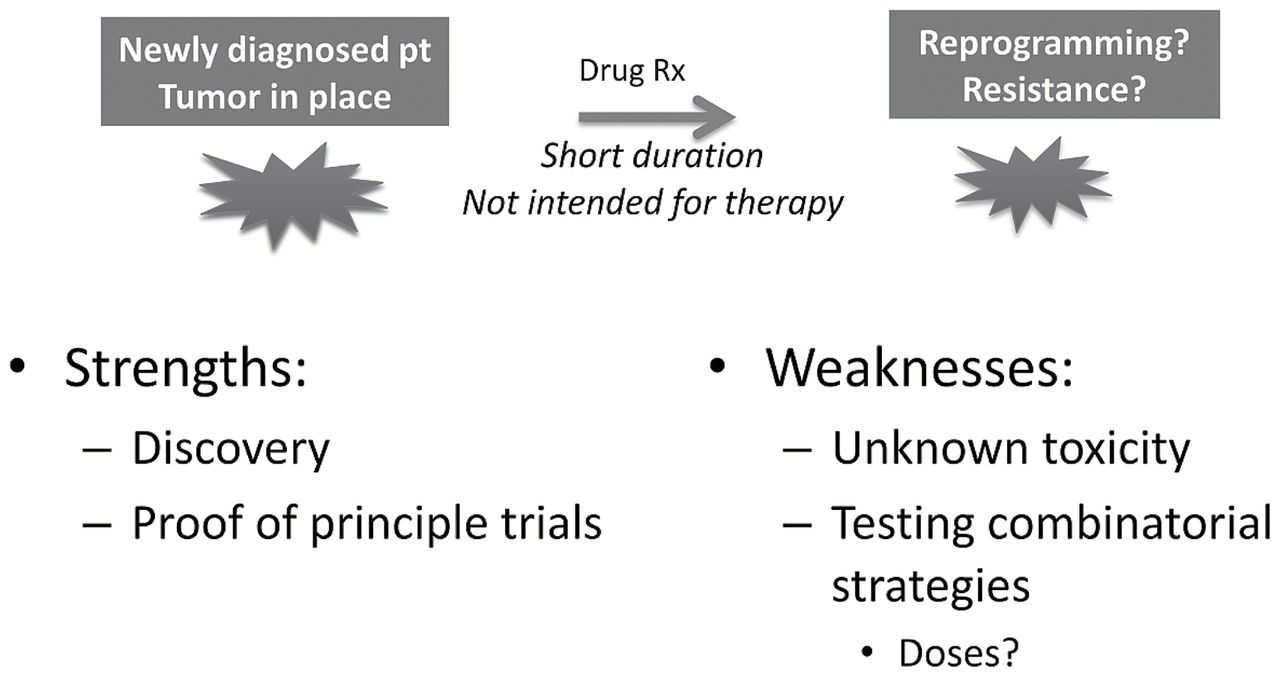 Newly diagnosed pt
Tumor in place
Drug Rx
Short duration
Not intended for therapy
Reprogramming?
Resistance?
• Strengths:
– Discovery
– Proof of principle trials
• Weaknesses:
– Unknown toxicity
– Testing combinatorial
strategies
• Doses?